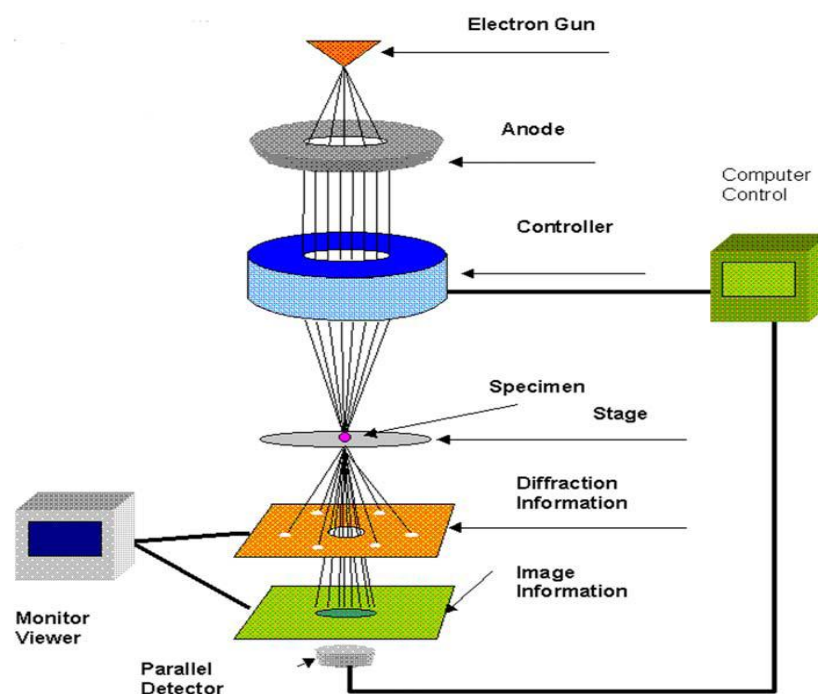 Electron Gun
Anode
Computer
Control
Controller
Specimen
Stage
Diffraction
Information
Image
Information
Monitor
Viewer
Parallel
Detector